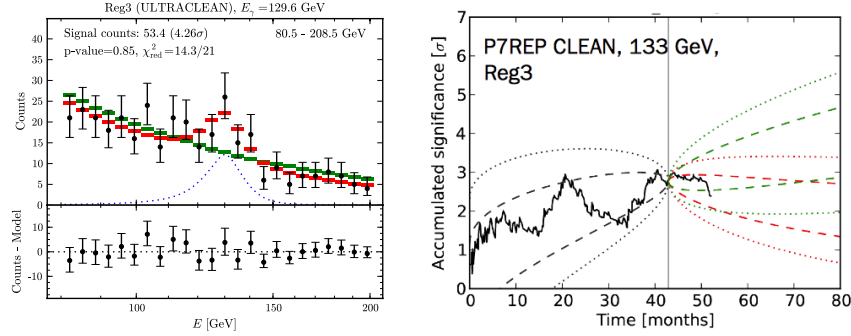 Reg3 (ULTRACLEAN), Eγ =129.6 GeV
Signal counts: 53.4 (4.26σ)
80.5 - 208.5 GeV
p-value=0.85, χ²red=14.3/21
Counts
40
35
30
25
20
15
10
5
0
Counts - Model
10
0
-10
100
150
200
E [GeV]
P7REP CLEAN, 133 GeV,
Reg3
Accumulated significance [σ]
7
6
5
4
3
2
1
0
0
10
20
30
40
50
60
70
80
Time [months]